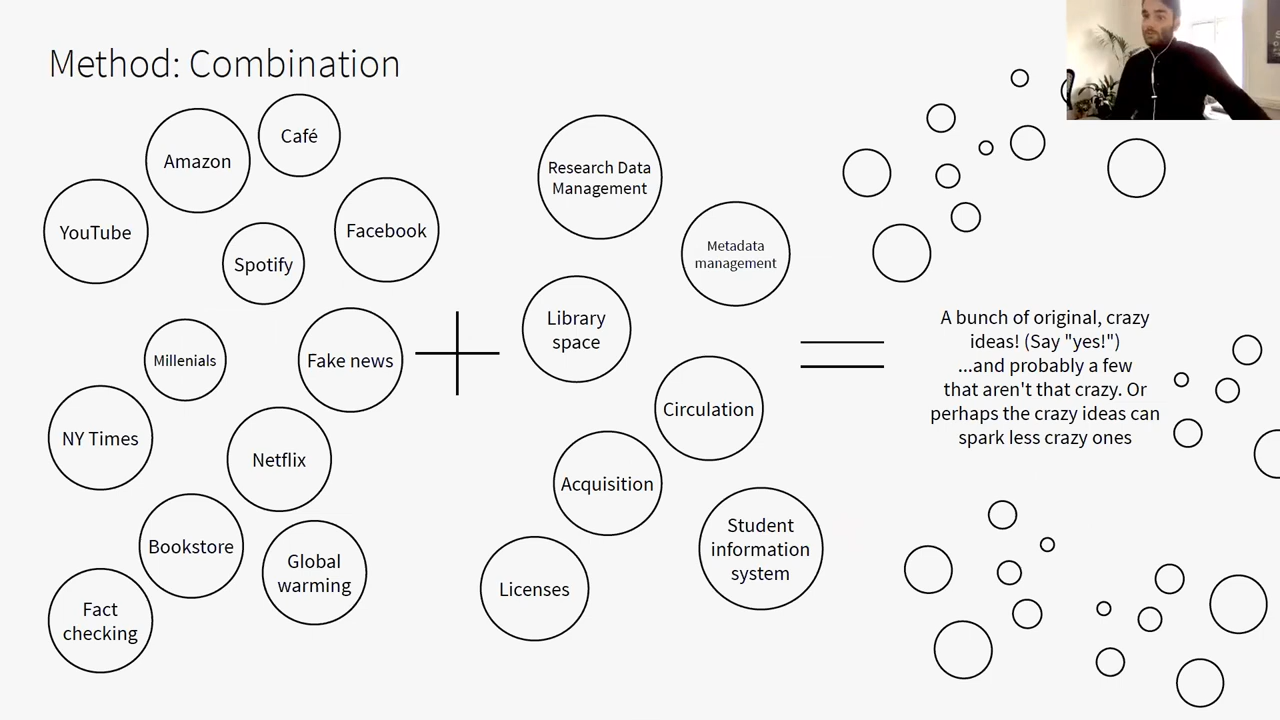 Method: Combination
Café
Amazon
YouTube
Facebook
Spotify
Millenials
Fake news
NY Times
Netflix
Bookstore
Global
warming
Fact
checking
Research Data
Management
Metadata
management
Library
space
Circulation
Acquisition
Student
information
system
Licenses
A bunch of original, crazy
ideas! (Say "yes!")
...and probably a few
that aren't that crazy. Or
perhaps the crazy ideas can
spark less crazy ones